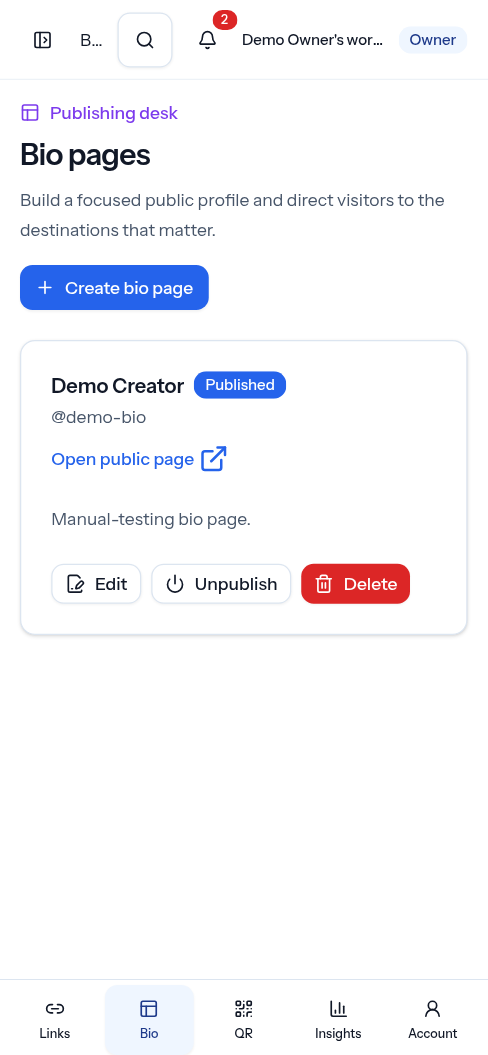 B...
2
Demo Owner's wor...
Owner
Publishing desk
Bio pages
Build a focused public profile and direct visitors to the
destinations that matter.
Create bio page
Demo Creator
Published
@demo-bio
Open public page
Manual-testing bio page.
Edit
Unpublish
Delete
Links
Bio
QR
Insights
Account